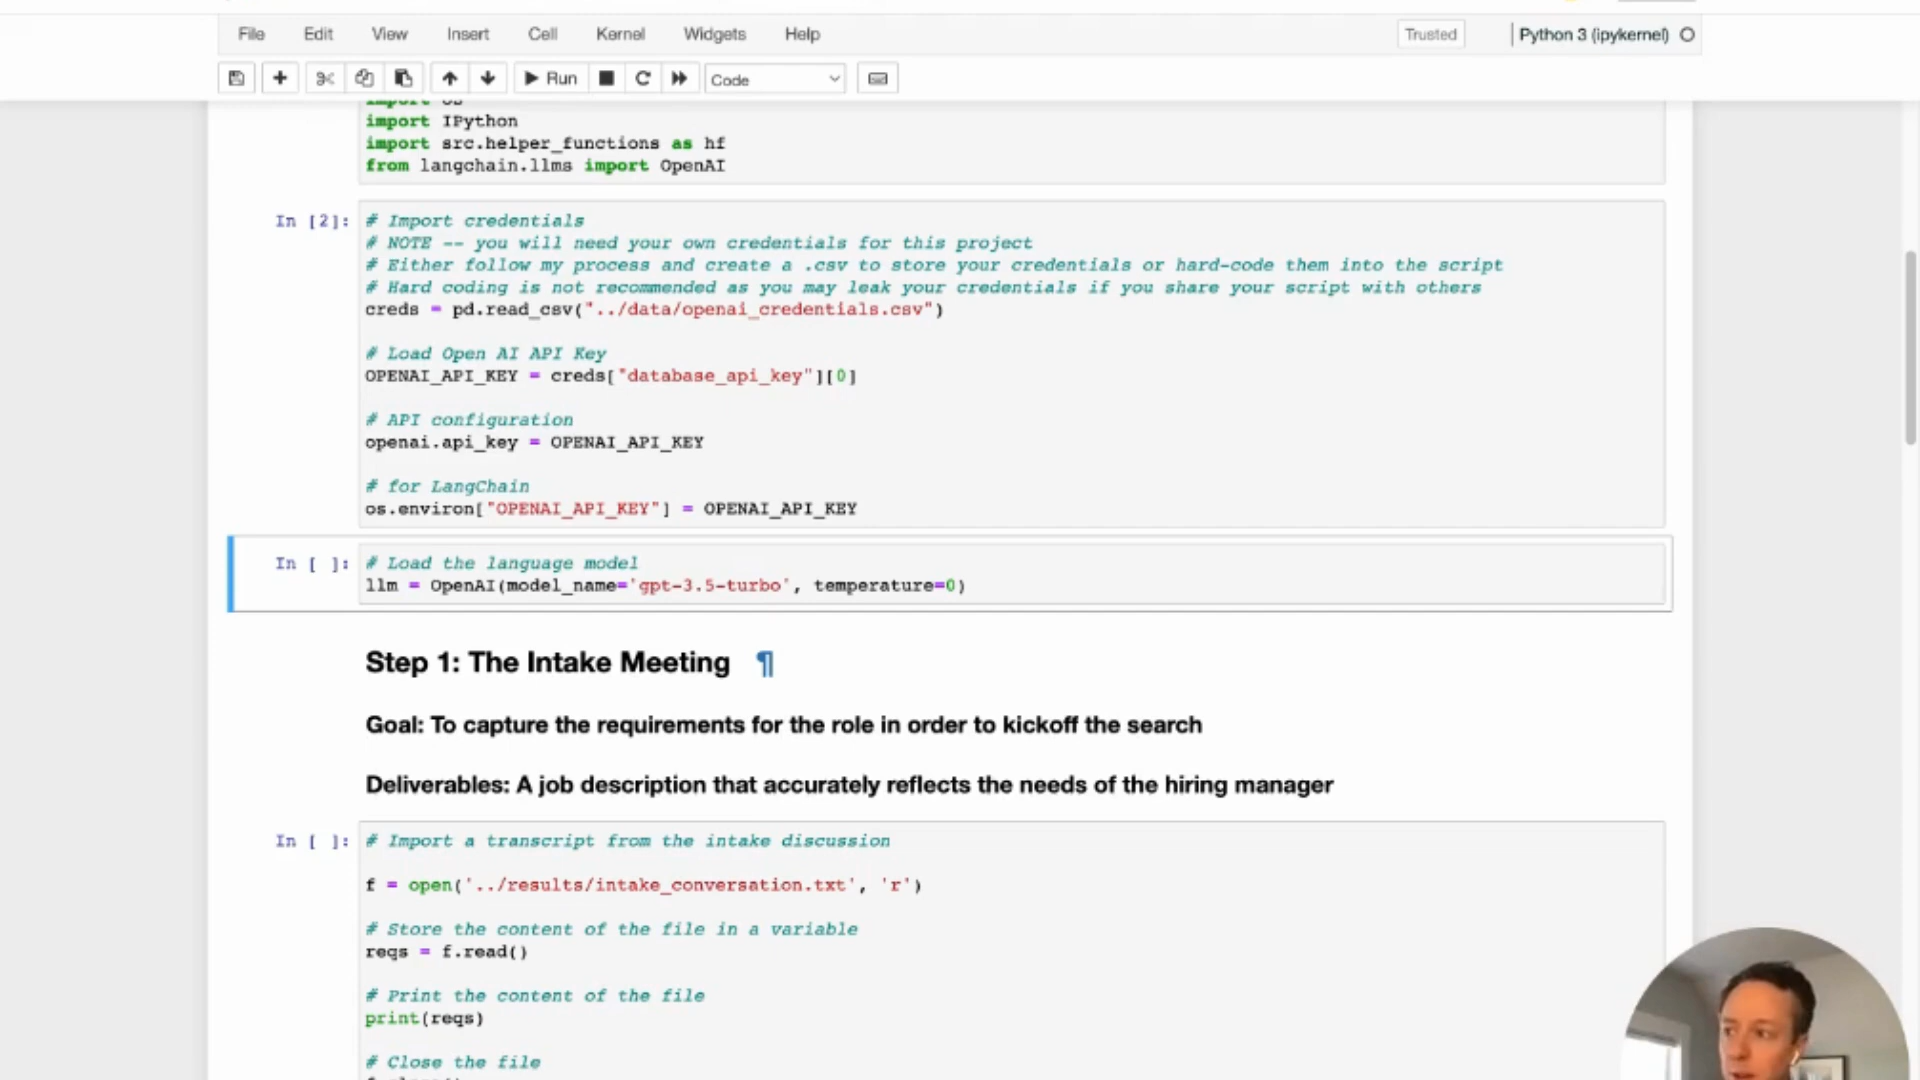 File Edit View Insert Cell Kernel Widgets Help Trusted Python 3 (ipykernel)
Run Code
import os
import IPython
import src.helper_functions as hf
from langchain.llms import OpenAI
In [2]:
# Import credentials
# NOTE -- you will need your own credentials for this project
# Either follow my process and create a .csv to store your credentials or hard-code them into the script
# Hard coding is not recommended as you may leak your credentials if you share your script with others
creds = pd.read_csv("../data/openai_credentials.csv")
# Load Open AI API Key
OPENAI_API_KEY = creds["database_api_key"][0]
# API configuration
openai.api_key = OPENAI_API_KEY
# for LangChain
os.environ["OPENAI_API_KEY"] = OPENAI_API_KEY
In [ ]:
# Load the language model
llm = OpenAI(model_name='gpt-3.5-turbo', temperature=0)
Step 1: The Intake Meeting ¶
Goal: To capture the requirements for the role in order to kickoff the search
Deliverables: A job description that accurately reflects the needs of the hiring manager
In [ ]:
# Import a transcript from the intake discussion
f = open('../results/intake_conversation.txt', 'r')
# Store the content of the file in a variable
reqs = f.read()
# Print the content of the file
print(reqs)
# Close the file